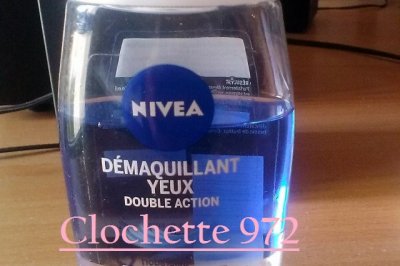 NIVEA
DÉMAQUILLANT
YEUX
DOUBLE ACTION
Clochette 972